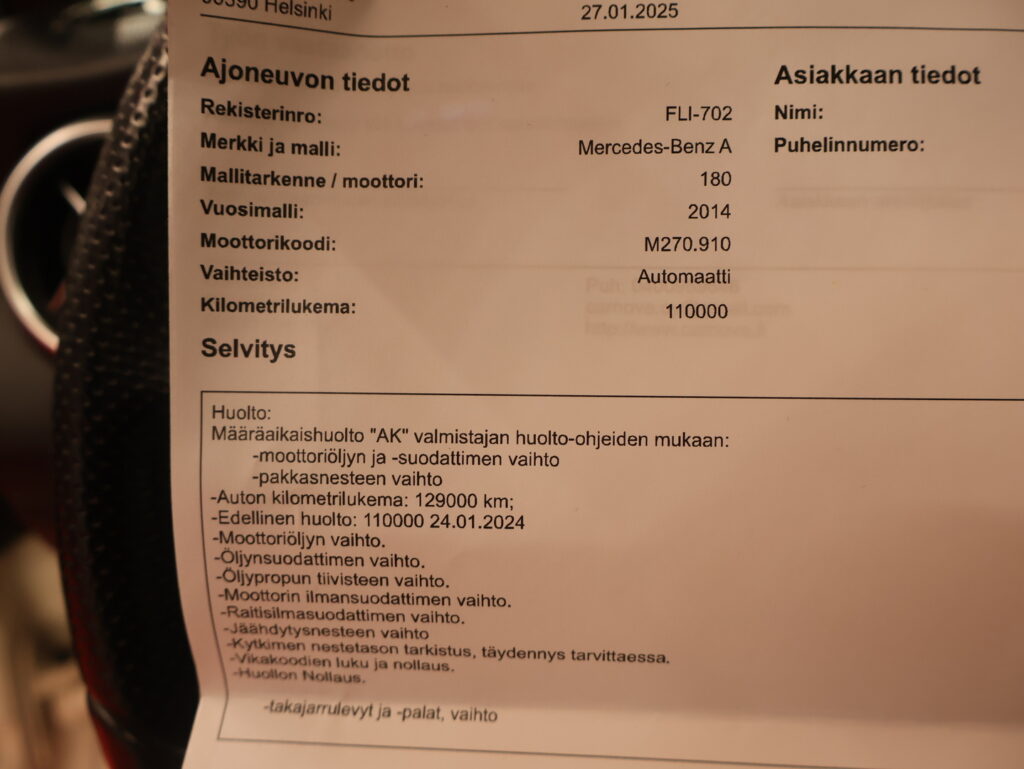 Helsinki
27.01.2025
Ajoneuvon tiedot
Rekisterinro: FLI-702
Merkki ja malli: Mercedes-Benz A
Mallitarkenne / moottori: 180
Vuosimalli: 2014
Moottorikoodi: M270.910
Vaihteisto: Automaatti
Kilometrilukema: 110000
Asiakkaan tiedot
Nimi:
Puhelinnumero:
Selvitys
Huolto:
Määräaikaishuolto "AK" valmistajan huolto-ohjeiden mukaan:
-moottoriöljyn ja -suodattimen vaihto
-pakkasnesteen vaihto
-Auton kilometrilukema: 129000 km;
-Edellinen huolto: 110000 24.01.2024
-Moottoriöljyn vaihto.
-Öljynsuodattimen vaihto.
-Öljypropun tiivisteen vaihto.
-Moottorin ilmansuodattimen vaihto.
-Raitisilmasuodattimen vaihto.
-Jäähdytysnesteen vaihto
-Kytkimen nestetason tarkistus, täydennys tarvittaessa.
-Vikakoodien luku ja nollaus.
-Huollon Nollaus.
-takajarrulevyt ja -palat, vaihto